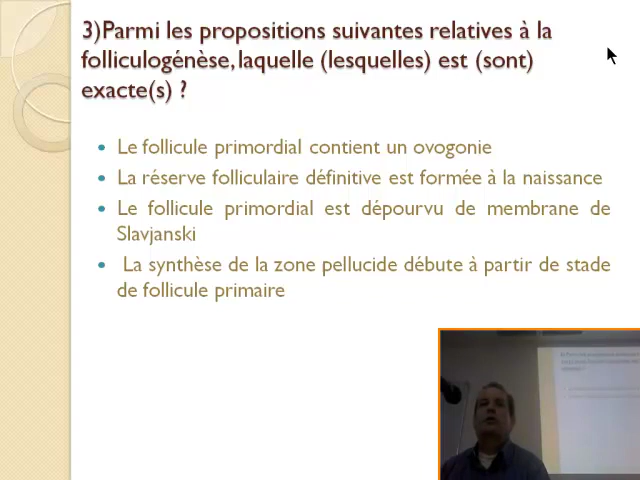 3)Parmi les propositions suivantes relatives à la
folliculogénèse, laquelle (lesquelles) est (sont)
exacte(s) ?
Le follicule primordial contient un ovogonie
La réserve folliculaire définitive est formée à la naissance
Le follicule primordial est dépourvu de membrane de
Slavjanski
La synthèse de la zone pellucide débute à partir de stade
de follicule primaire